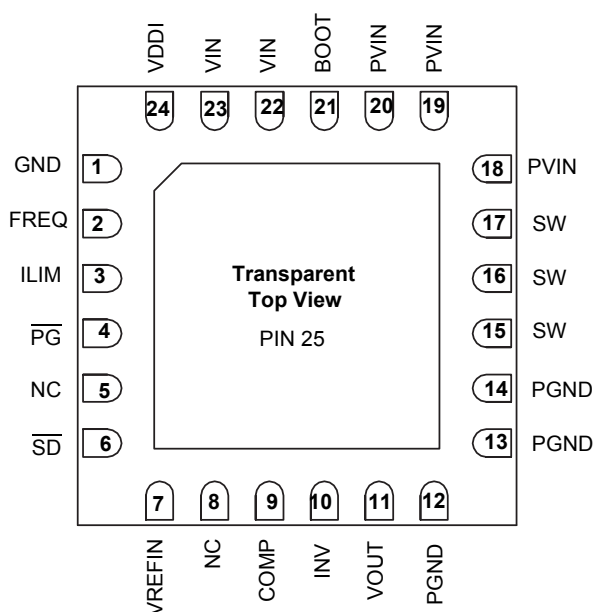 VDDI VIN VIN BOOT PVIN PVIN
24 23 22 21 20 19
GND 1
18 PVIN
FREQ 2
17 SW
ILIM 3
16 SW
Transparent
Top View
PIN 25
PG 4
15 SW
NC 5
14 PGND
SD 6
13 PGND
7 8 9 10 11 12
VREFIN NC COMP INV VOUT PGND